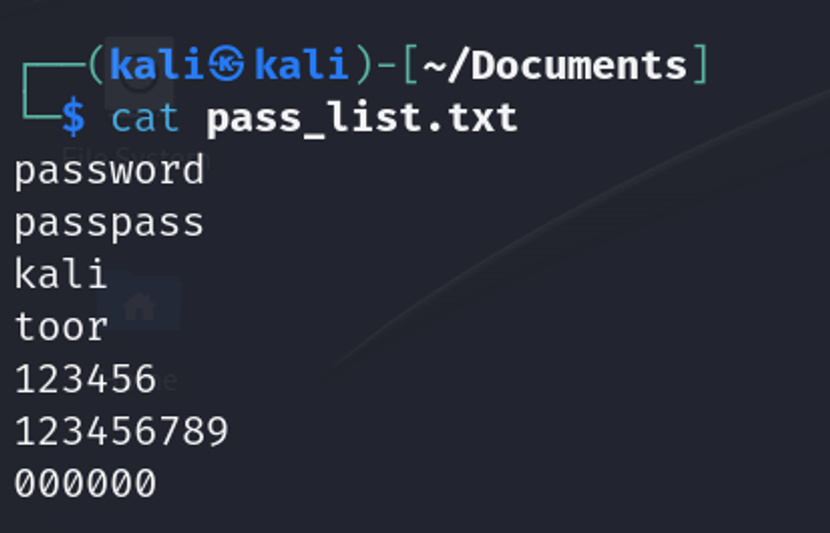 ┌──(kali㉿kali)-[~/Documents]
└─$ cat pass_list.txt
password
passpass
kali
toor
123456
123456789
000000